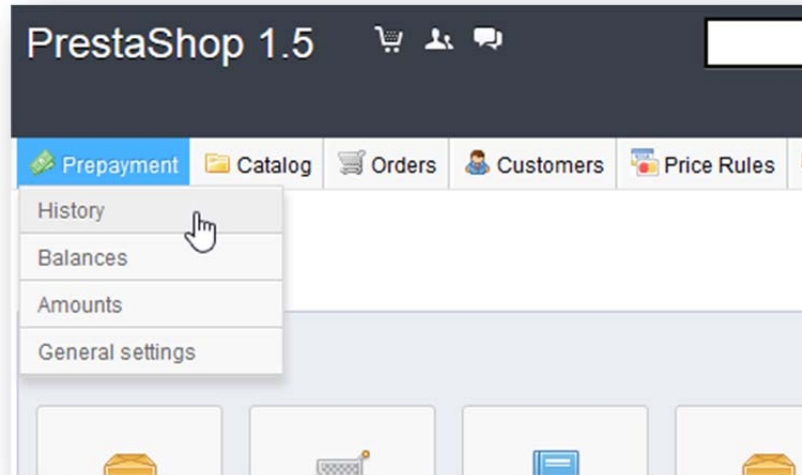 PrestaShop 1.5
Prepayment Catalog Orders Customers Price Rules
History
Balances
Amounts
General settings